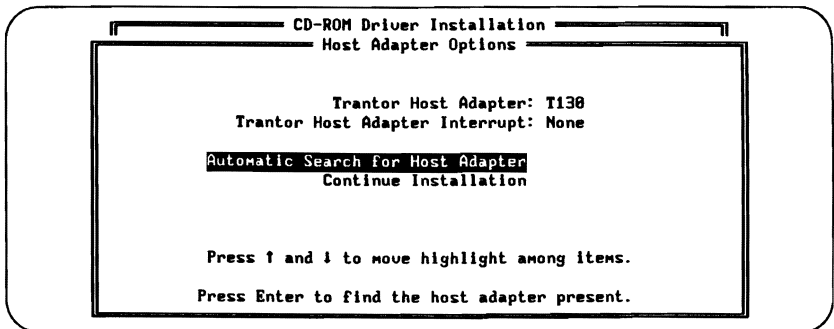 CD-ROM Driver Installation
Host Adapter Options
Trantor Host Adapter: T130
Trantor Host Adapter Interrupt: None
Automatic Search for Host Adapter
Continue Installation
Press ↑ and ↓ to move highlight among items.
Press Enter to find the host adapter present.